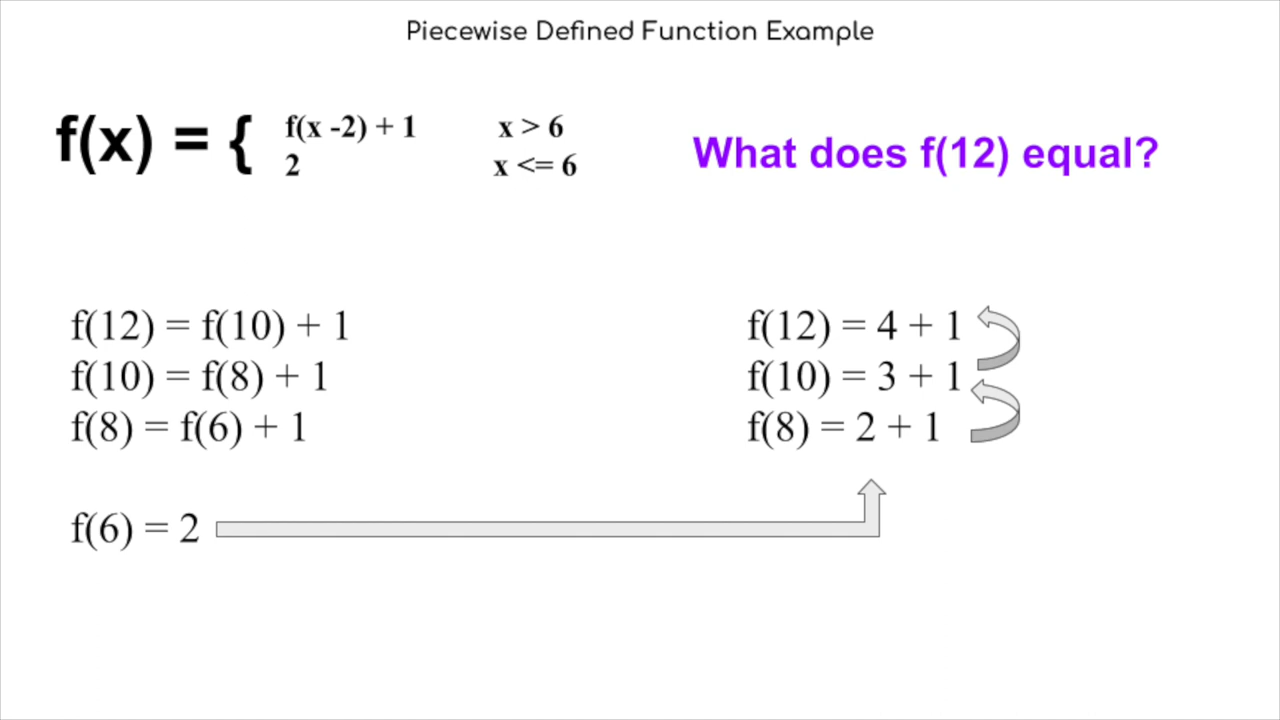 Piecewise Defined Function Example
f(x) = { f(x -2) + 1 x > 6
2 x <= 6
What does f(12) equal?
f(12) = f(10) + 1
f(10) = f(8) + 1
f(8) = f(6) + 1
f(6) = 2
f(12) = 4 + 1
f(10) = 3 + 1
f(8) = 2 + 1